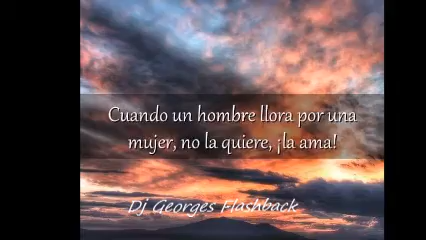 Cuando un hombre llora por una
mujer, no la quiere, ¡la ama!
Dj Georges Flashback